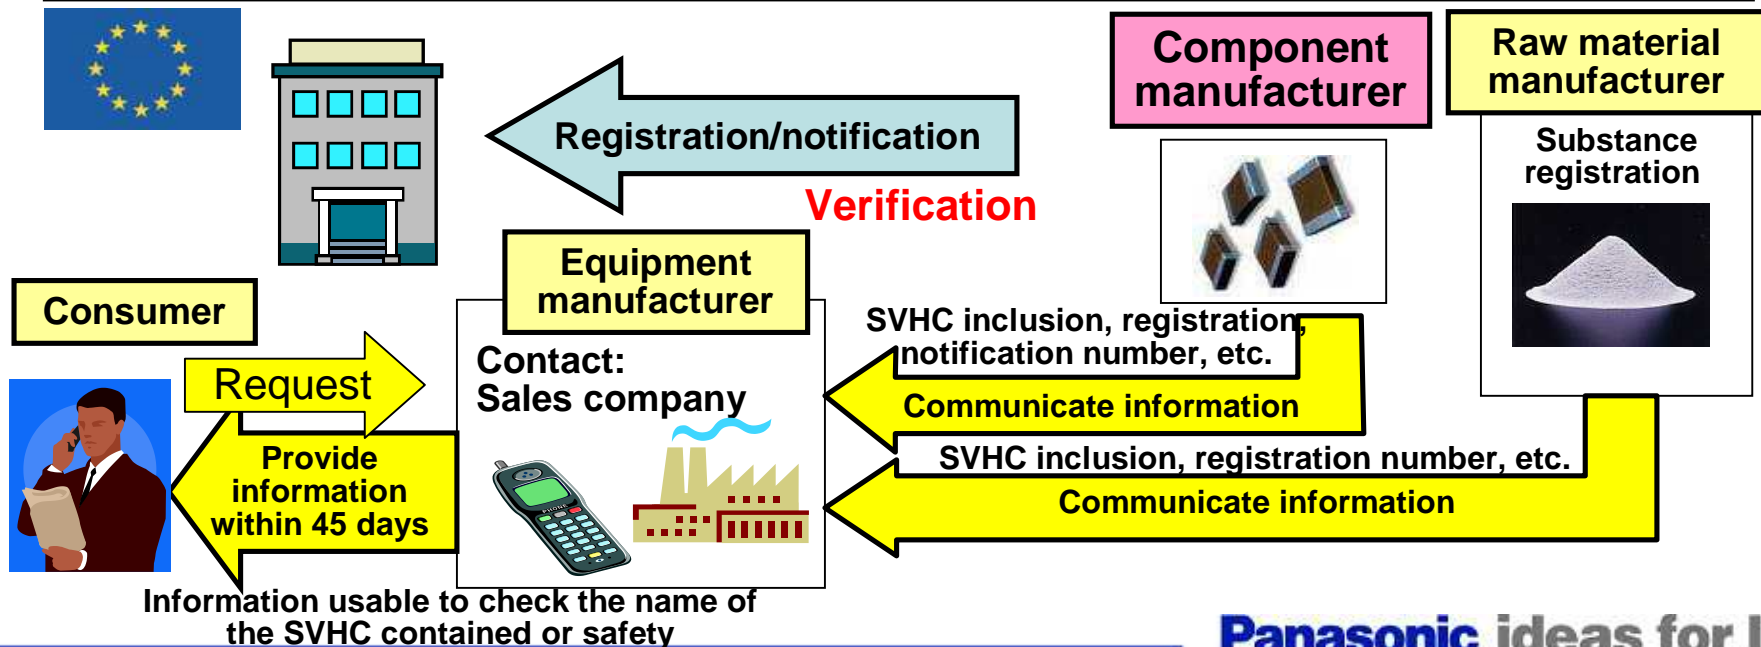 Component
manufacturer
Raw material
manufacturer
Registration/notification
Verification
Substance
registration
Equipment
manufacturer
Consumer
SVHC inclusion, registration,
notification number, etc.
Request
Contact:
Sales company
Communicate information
Provide
information
within 45 days
SVHC inclusion, registration number, etc.
Communicate information
PHONE
Information usable to check the name of
the SVHC contained or safety
Panasonic ideas for l